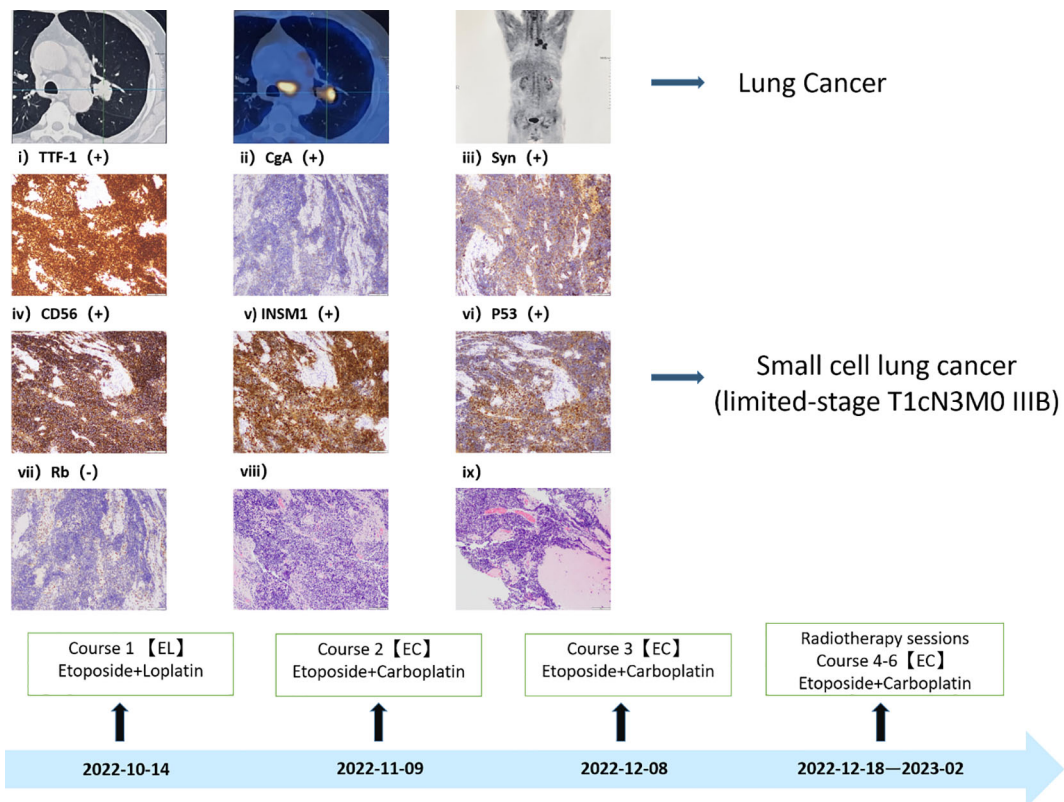 Lung Cancer
i) TTF-1 (+)
ii) CgA (+)
iii) Syn (+)
iv) CD56 (+)
v) INSM1 (+)
vi) P53 (+)
Small cell lung cancer
(limited-stage T1cN3M0 IIIB)
vii) Rb (-)
viii)
ix)
Course 1 【EL】
Etoposide+Loplatin
Course 2 【EC】
Etoposide+Carboplatin
Course 3 【EC】
Etoposide+Carboplatin
Radiotherapy sessions
Course 4-6 【EC】
Etoposide+Carboplatin
2022-10-14
2022-11-09
2022-12-08
2022-12-18—2023-02